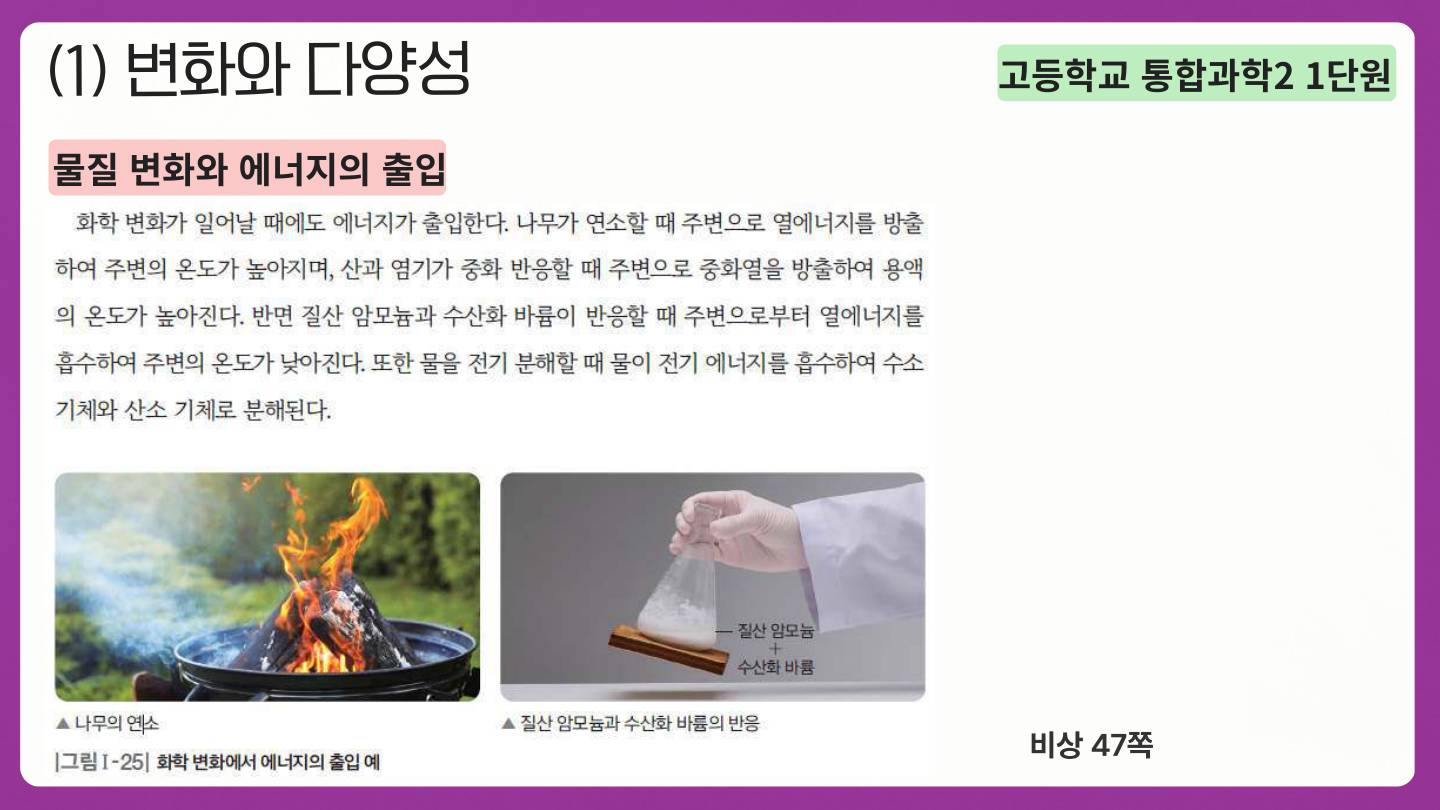 (1) 변화와 다양성
고등학교 통합과학2 1단원
물질 변화와 에너지의 출입
화학 변화가 일어날 때에도 에너지가 출입한다. 나무가 연소할 때 주변으로 열에너지를 방출
하여 주변의 온도가 높아지며, 산과 염기가 중화 반응할 때 주변으로 중화열을 방출하여 용액
의 온도가 높아진다. 반면 질산 암모늄과 수산화 바륨이 반응할 때 주변으로부터 열에너지를
흡수하여 주변의 온도가 낮아진다. 또한 물을 전기 분해할 때 물이 전기 에너지를 흡수하여 수소
기체와 산소 기체로 분해된다.
질산 암모늄
+
수산화 바륨
▲ 나무의 연소
▲ 질산 암모늄과 수산화 바륨의 반응
|그림 I-25| 화학 변화에서 에너지의 출입 예
비상 47쪽